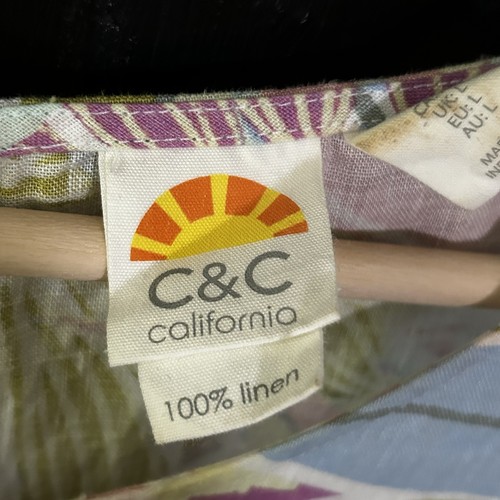 C&C
california
100% linen
UK: L
EU: L
AU: L